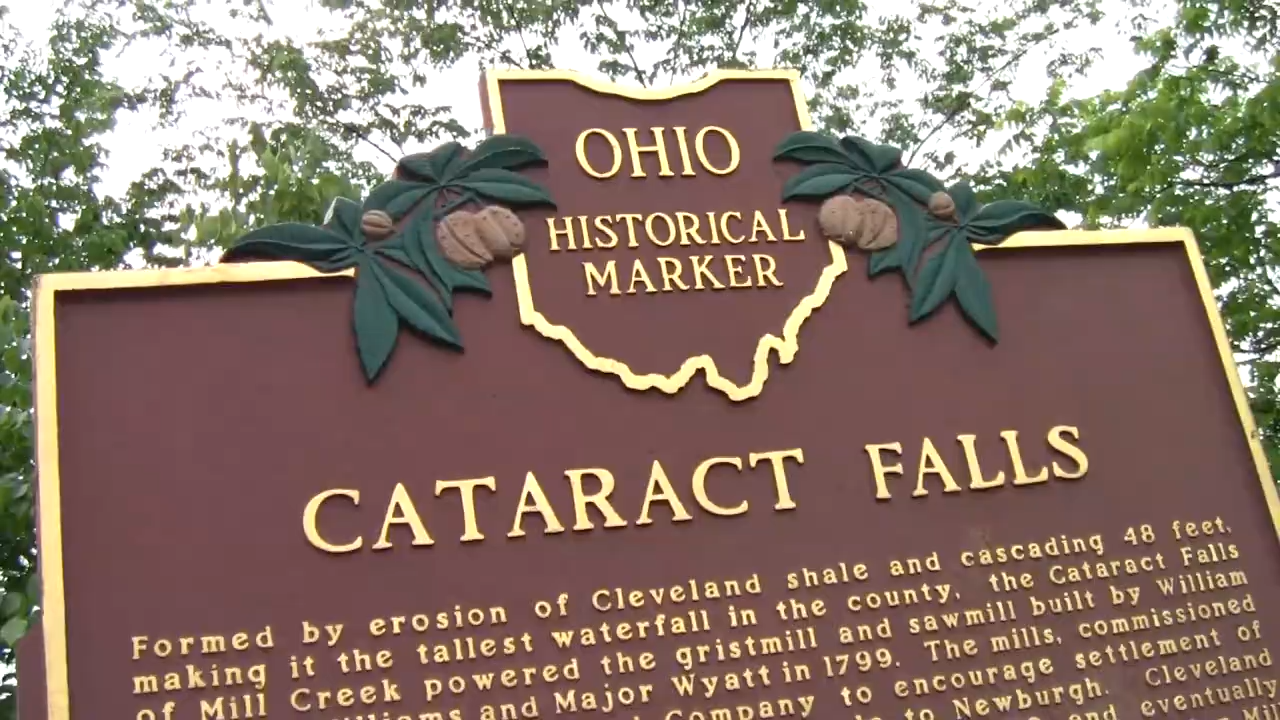 OHIO
HISTORICAL
MARKER
CATARACT FALLS
Formed by erosion of Cleveland shale and cascading 48 feet,
making it the tallest waterfall in the county, the Cataract Falls
of Mill Creek powered the gristmill and sawmill built by William
and Major Wyatt in 1799. The mills, commissioned
Company to encourage settlement of
to Newburgh. Cleveland
and eventually
Mill